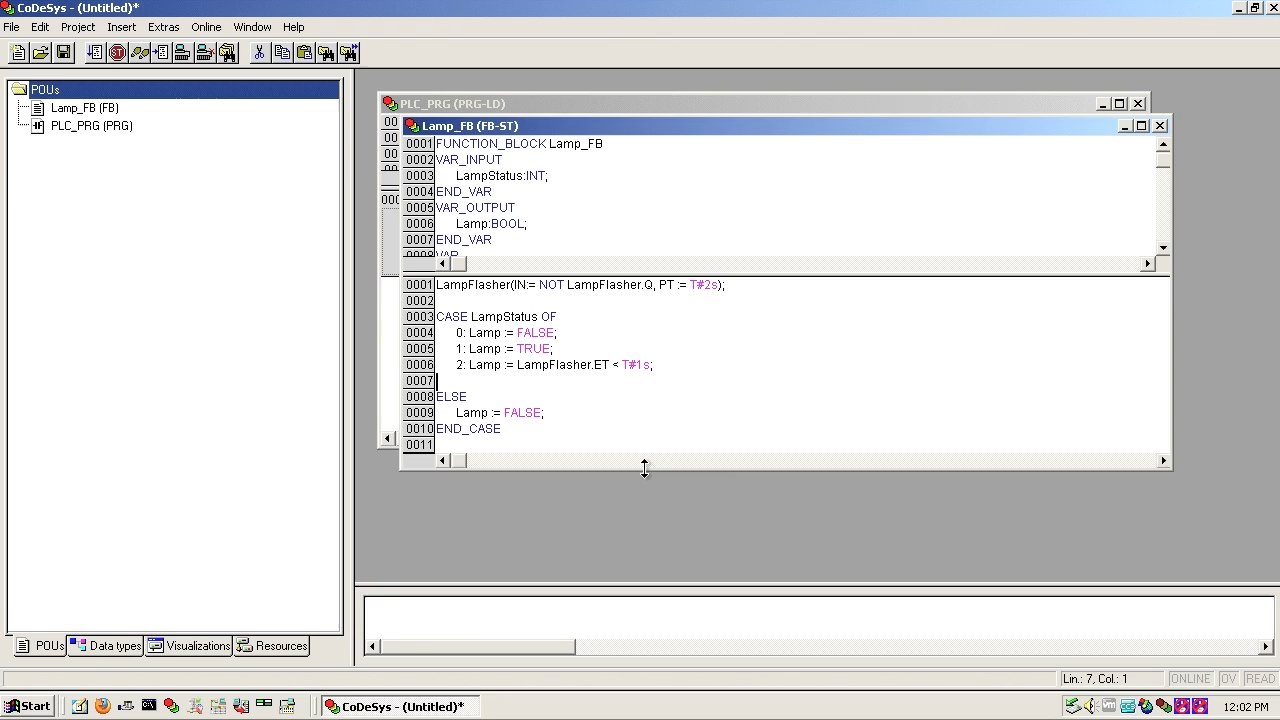 CoDeSys - (Untitled)*
File Edit Project Insert Extras Online Window Help
POUs
Lamp_FB (FB)
PLC_PRG (PRG)
PLC_PRG (PRG-LD)
Lamp_FB (FB-ST)
0001 FUNCTION_BLOCK Lamp_FB
0002 VAR_INPUT
0003 LampStatus:INT;
0004 END_VAR
0005 VAR_OUTPUT
0006 Lamp:BOOL;
0007 END_VAR
0008 VAR
0001 LampFlasher(IN:= NOT LampFlasher.Q, PT := T#2s);
0002
0003 CASE LampStatus OF
0004 0: Lamp := FALSE;
0005 1: Lamp := TRUE;
0006 2: Lamp := LampFlasher.ET < T#1s;
0007
0008 ELSE
0009 Lamp := FALSE;
0010 END_CASE
0011
POUs Data types Visualizations Resources
Lin.: 7, Col.: 1 ONLINE OV READ
Start CoDeSys - (Untitled)* 12:02 PM